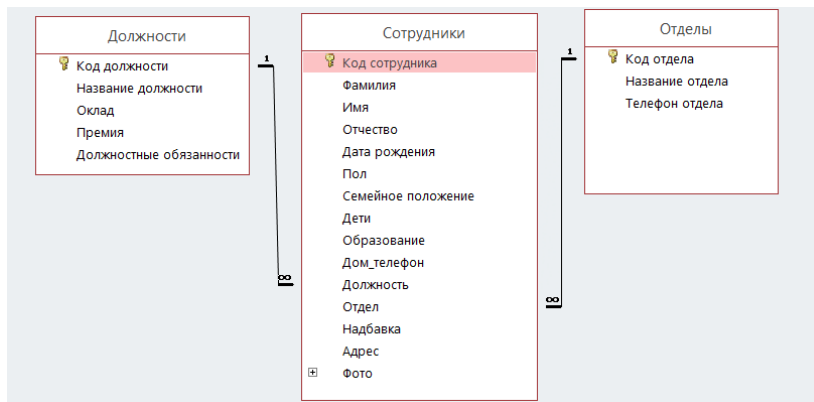 Должности
Код должности
Название должности
Оклад
Премия
Должностные обязанности
1
∞
Сотрудники
Код сотрудника
Фамилия
Имя
Отчество
Дата рождения
Пол
Семейное положение
Дети
Образование
Дом_телефон
Должность
Отдел
Надбавка
Адрес
Фото
1
∞
Отделы
Код отдела
Название отдела
Телефон отдела